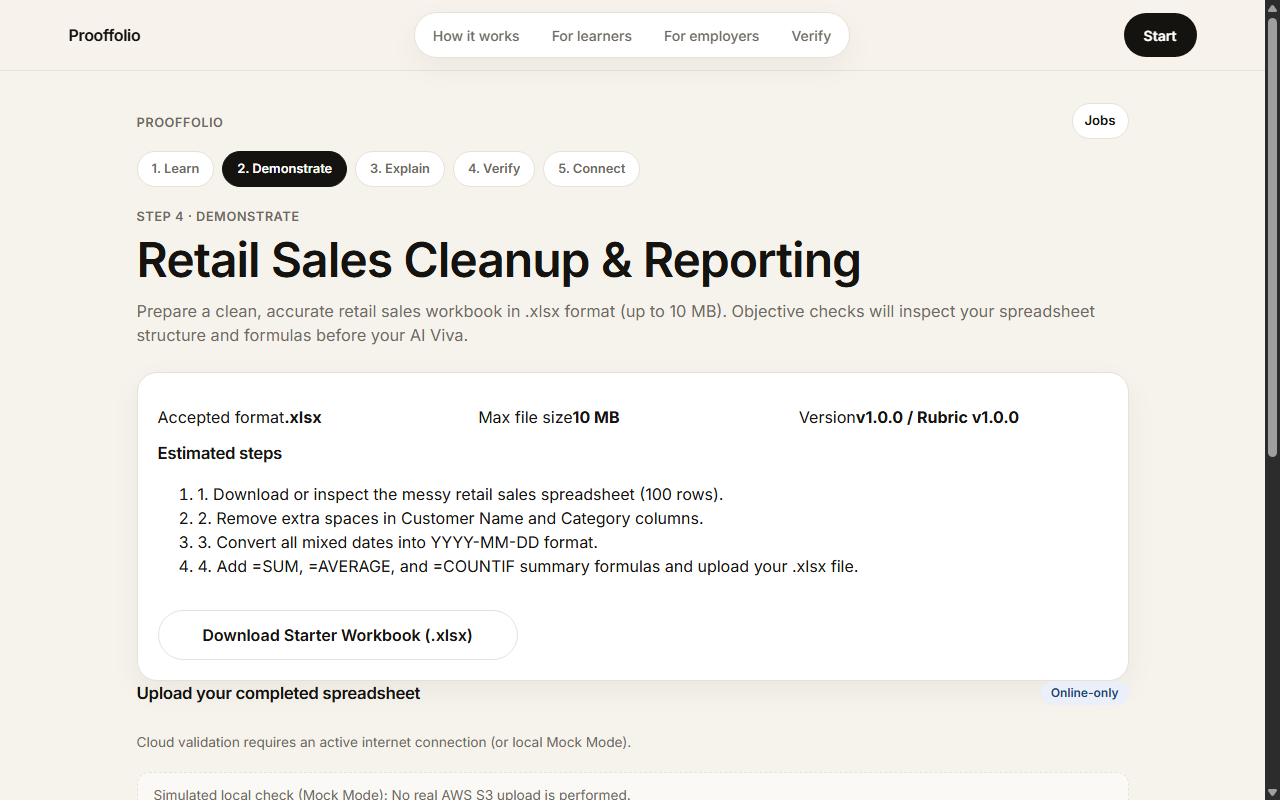 Prooffolio
How it works
For learners
For employers
Verify
Start
PROOFFOLIO
Jobs
1. Learn
2. Demonstrate
3. Explain
4. Verify
5. Connect
STEP 4 · DEMONSTRATE
Retail Sales Cleanup & Reporting
Prepare a clean, accurate retail sales workbook in .xlsx format (up to 10 MB). Objective checks will inspect your spreadsheet
structure and formulas before your AI Viva.
Accepted format.xlsx
Max file size10 MB
Versionv1.0.0 / Rubric v1.0.0
Estimated steps
1. 1. Download or inspect the messy retail sales spreadsheet (100 rows).
2. 2. Remove extra spaces in Customer Name and Category columns.
3. 3. Convert all mixed dates into YYYY-MM-DD format.
4. 4. Add =SUM, =AVERAGE, and =COUNTIF summary formulas and upload your .xlsx file.
Download Starter Workbook (.xlsx)
Upload your completed spreadsheet
Online-only
Cloud validation requires an active internet connection (or local Mock Mode).
Simulated local check (Mock Mode): No real AWS S3 upload is performed.